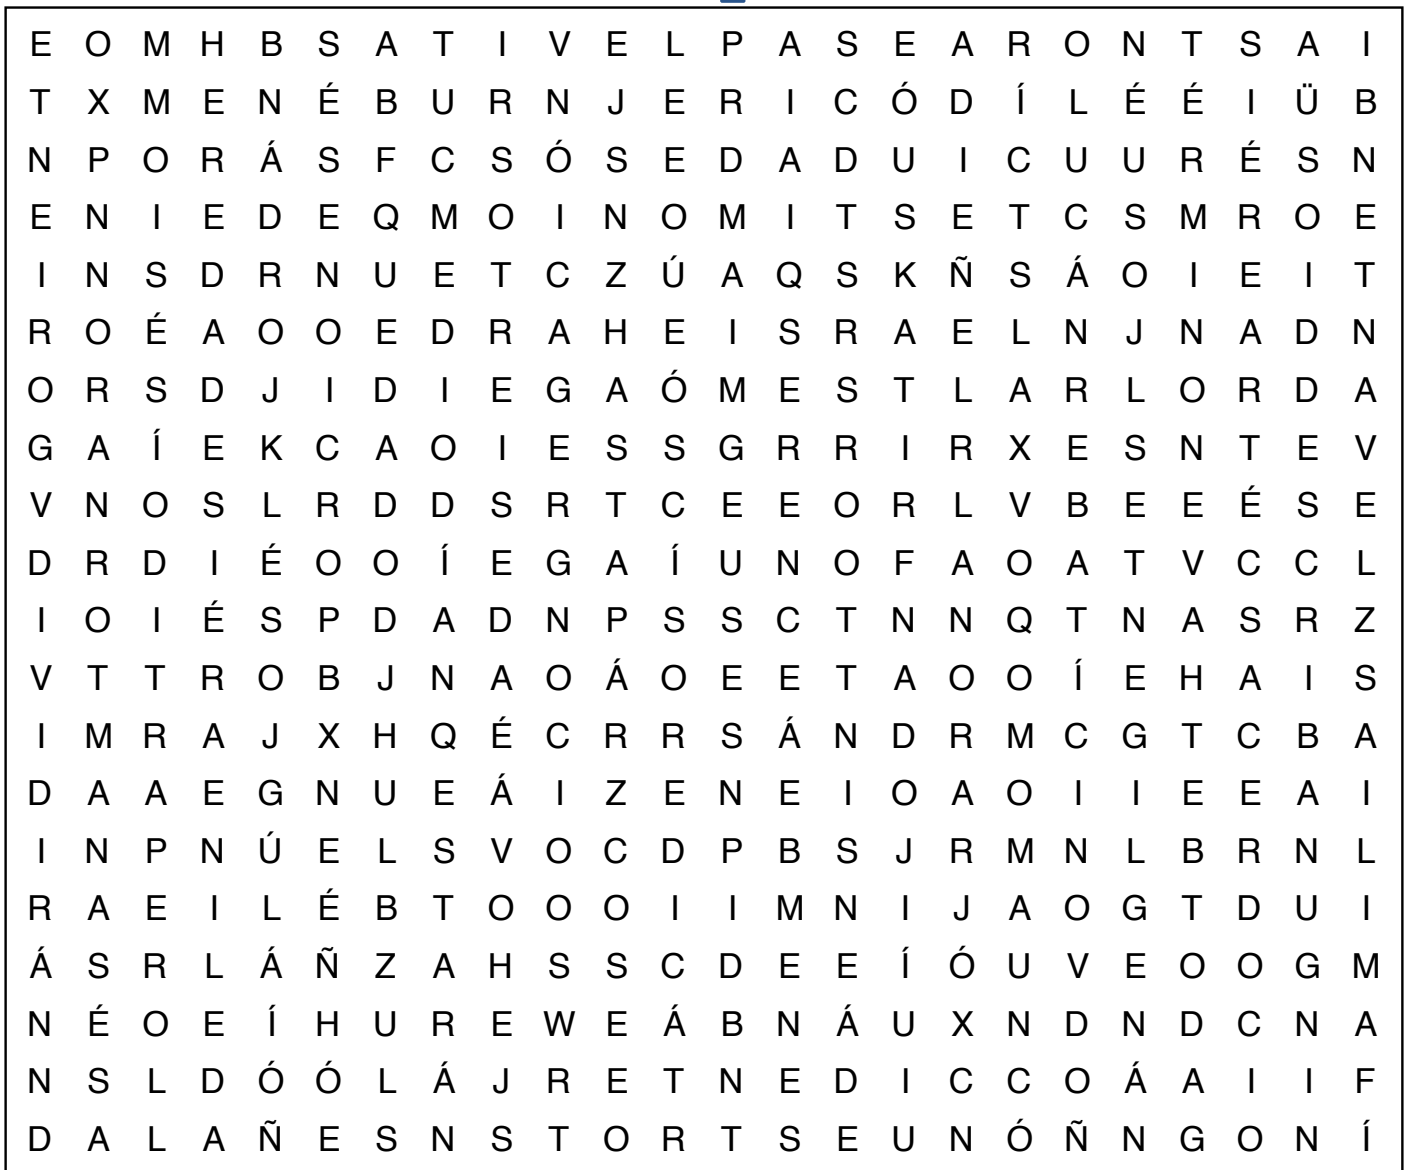 E O M H B S A T I V E L P A S E A R O N T S A I
T X M E N É B U R N J E R I C Ó D Í L É É I Ü B
N P O R Á S F C S Ó S E D A D U I C U U R É S N
E N I E D E Q M O I N O M I T S E T C S M R O E
I N S D R N U E T C Z Ú A Q S K Ñ S Á O I E I T
R O É A O O E D R A H E I S R A E L N J N A D N
O R S D J I D I E G A Ó M E S T L A R L O R D A
G A Í E K C A O I E S S G R R I R X E S N T E V
V N O S L R D D S R T C E E O R L V B E E É S E
D R D I É O O Í E G A Í U N O F A O A T V C C L
I O I É S P D A D N P S S C T N N Q T N A S R Z
V T T R O B J N A O Á O E E T A O O Í E H A I S
I M R A J X H Q É C R R S Á N D R M C G T C B A
D A A E G N U E Á I Z E N E I O A O I I E E A I
I N P N Ú E L S V O C D P B S J R M N L B R N L
R A E I L É B T O O O I I M N I J A O G T D U I
Á S R L Á Ñ Z A H S S C D E E Í Ó U V E O O G M
N É O E Í H U R E W E Á B N Á U X N D N D C N A
N S L D Ó Ó L Á J R E T N E D I C C O Á A I I F
D A L A Ñ E S N S T O R T S E U N Ó Ñ N G O N Í